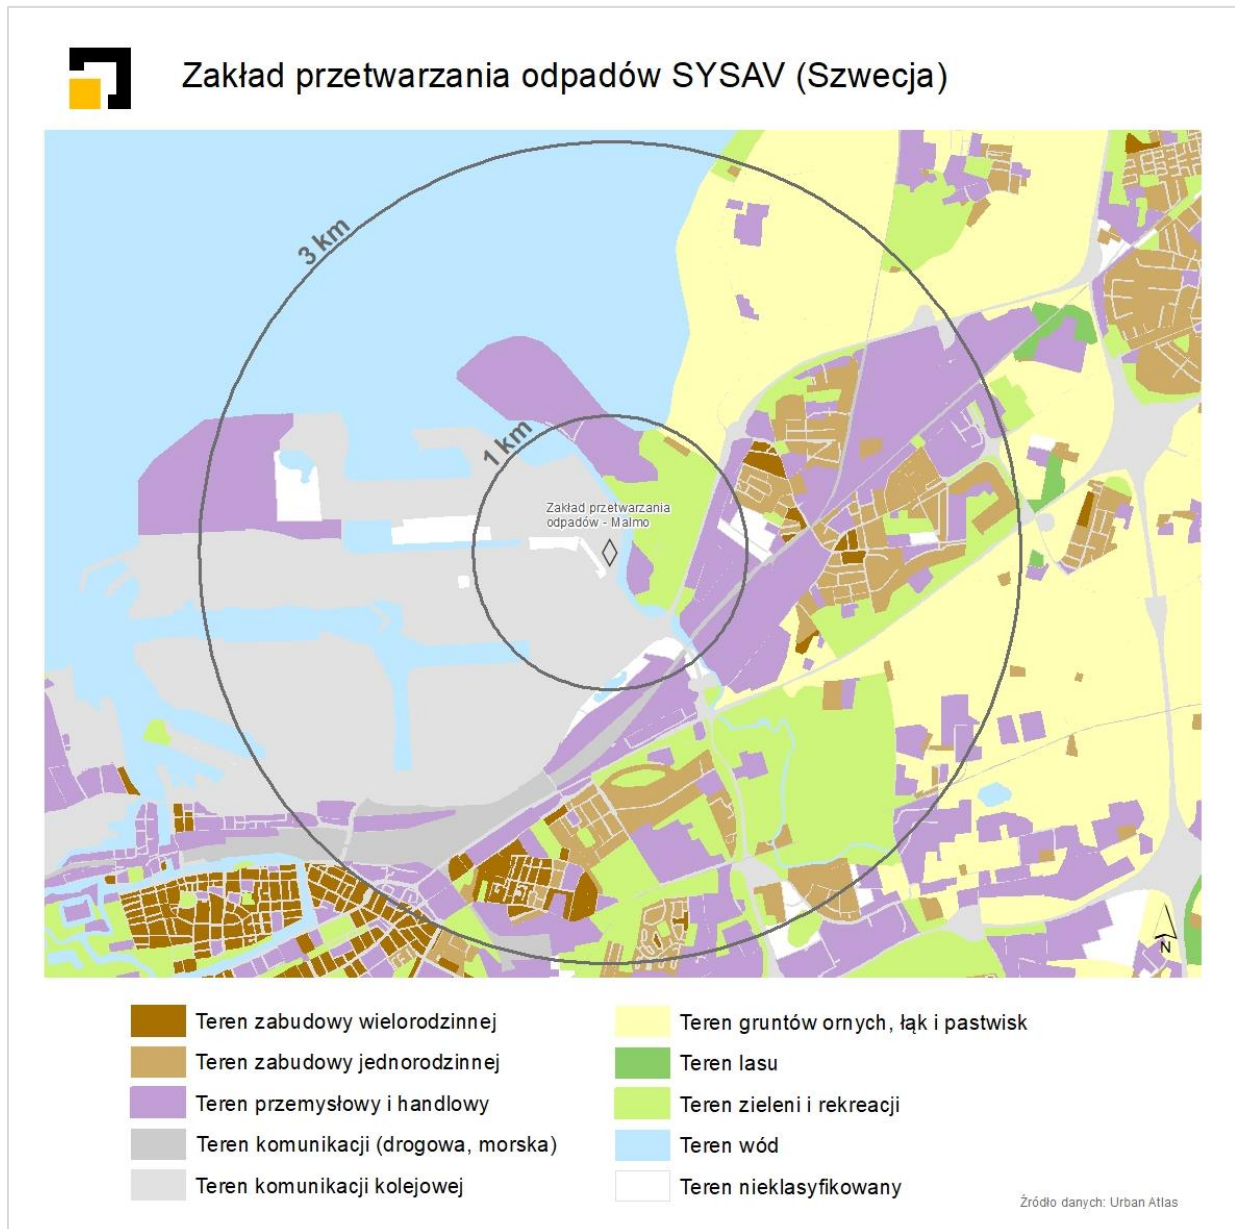 Zakład przetwarzania odpadów SYSAV (Szwecja)
3 km
1 km
Zakład przetwarzania
odpadów - Malmo
N
Teren zabudowy wielorodzinnej
Teren zabudowy jednorodzinnej
Teren przemysłowy i handlowy
Teren komunikacji (drogowa, morska)
Teren komunikacji kolejowej
Teren gruntów ornych, łąk i pastwisk
Teren lasu
Teren zieleni i rekreacji
Teren wód
Teren nieklasyfikowany
Źródło danych: Urban Atlas